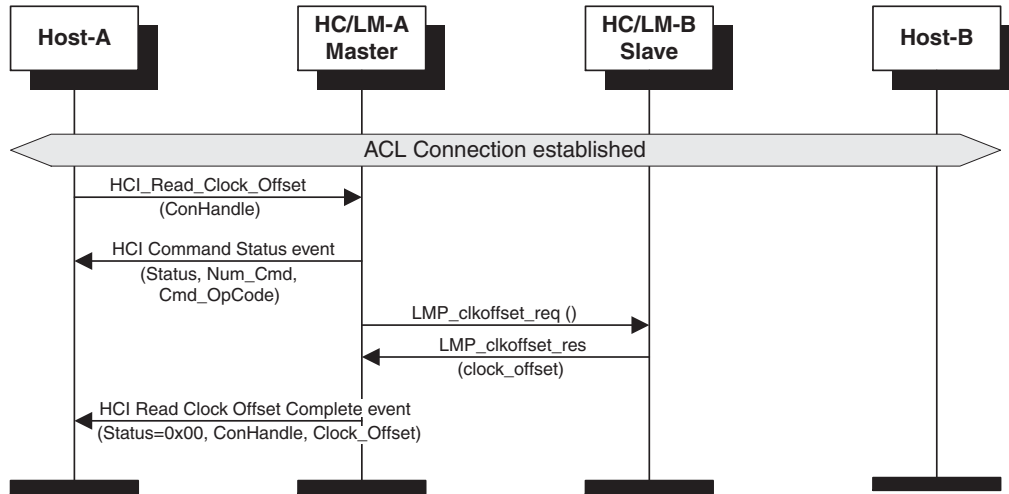 Host-A
HC/LM-A
Master
HC/LM-B
Slave
Host-B
ACL Connection established
HCI_Read_Clock_Offset
(ConHandle)
HCI Command Status event
(Status, Num_Cmd,
Cmd_OpCode)
LMP_clkoffset_req ()
LMP_clkoffset_res
(clock_offset)
HCI Read Clock Offset Complete event
(Status=0x00, ConHandle, Clock_Offset)